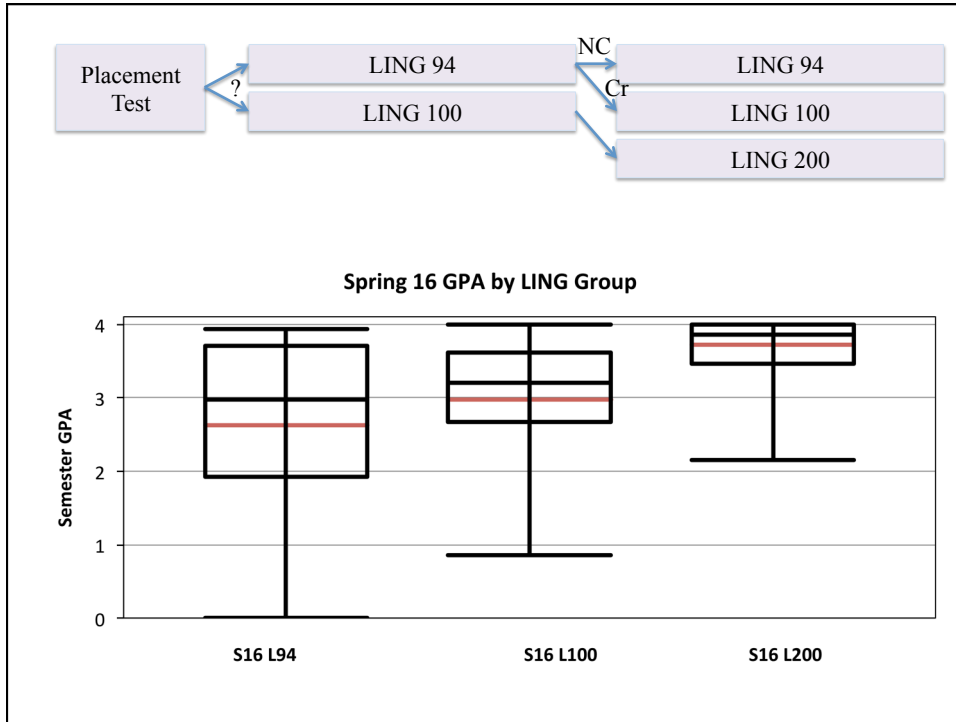 Placement
Test
?
LING 94
LING 100
NC
Cr
LING 94
LING 100
LING 200
Spring 16 GPA by LING Group
Semester GPA
4
3
2
1
0
S16 L94
S16 L100
S16 L200